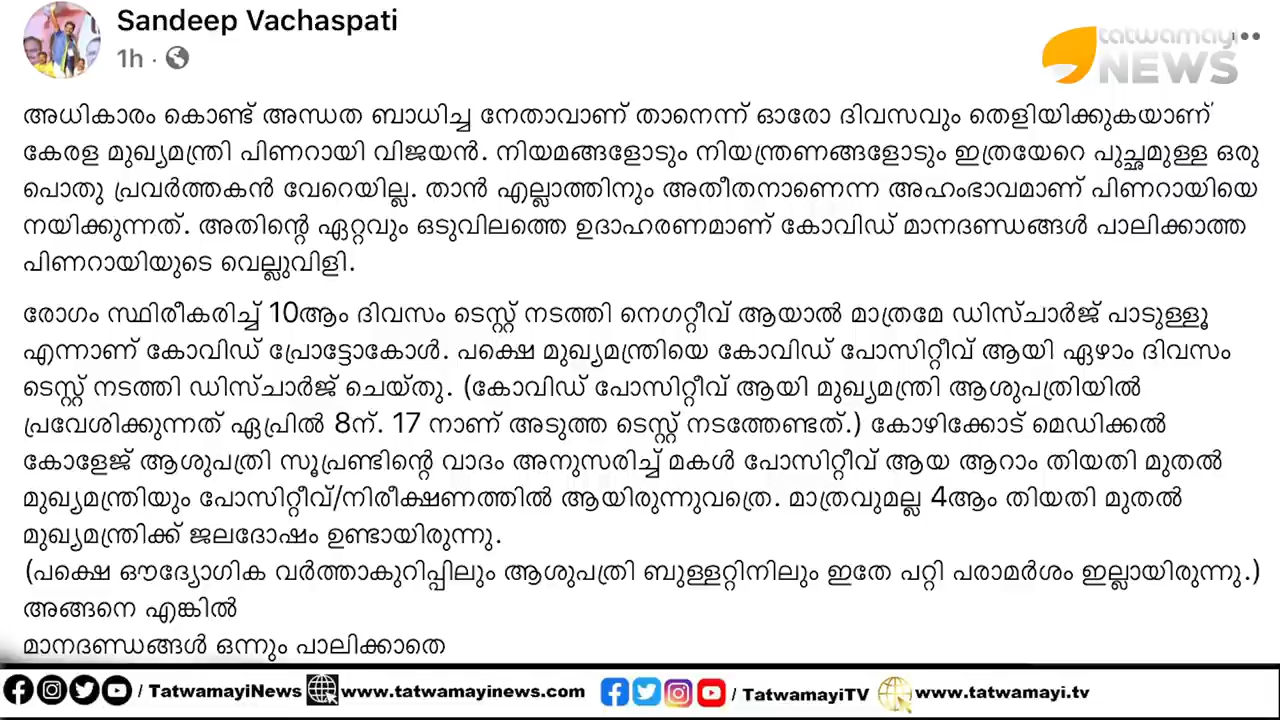 Sandeep Vachaspati
1h ·
tatwamayi
NEWS
അധികാരം കൊണ്ട് അന്ധത ബാധിച്ച നേതാവാണ് താനെന്ന് ഓരോ ദിവസവും തെളിയിക്കുകയാണ്
കേരള മുഖ്യമന്ത്രി പിണറായി വിജയൻ. നിയമങ്ങളോടും നിയന്ത്രണങ്ങളോടും ഇത്രയേറെ പുച്ഛമുള്ള ഒരു
പൊതു പ്രവർത്തകൻ വേറെയില്ല. താൻ എല്ലാത്തിനും അതീതനാണെന്ന അഹംഭാവമാണ് പിണറായിയെ
നയിക്കുന്നത്. അതിന്റെ ഏറ്റവും ഒടുവിലത്തെ ഉദാഹരണമാണ് കോവിഡ് മാനദണ്ഡങ്ങൾ പാലിക്കാത്ത
പിണറായിയുടെ വെല്ലുവിളി.
രോഗം സ്ഥിരീകരിച്ച് 10ആം ദിവസം ടെസ്റ്റ് നടത്തി നെഗറ്റീവ് ആയാൽ മാത്രമേ ഡിസ്ചാർജ് പാടുള്ളൂ
എന്നാണ് കോവിഡ് പ്രോട്ടോകോൾ. പക്ഷെ മുഖ്യമന്ത്രിയെ കോവിഡ് പോസിറ്റീവ് ആയി ഏഴാം ദിവസം
ടെസ്റ്റ് നടത്തി ഡിസ്ചാർജ് ചെയ്തു. (കോവിഡ് പോസിറ്റീവ് ആയി മുഖ്യമന്ത്രി ആശുപത്രിയിൽ
പ്രവേശിക്കുന്നത് ഏപ്രിൽ 8ന്. 17 നാണ് അടുത്ത ടെസ്റ്റ് നടത്തേണ്ടത്.) കോഴിക്കോട് മെഡിക്കൽ
കോളേജ് ആശുപത്രി സൂപ്രണ്ടിന്റെ വാദം അനുസരിച്ച് മകൾ പോസിറ്റീവ് ആയ ആറാം തിയതി മുതൽ
മുഖ്യമന്ത്രിയും പോസിറ്റീവ്/നിരീക്ഷണത്തിൽ ആയിരുന്നുവത്രെ. മാത്രവുമല്ല 4ആം തിയതി മുതൽ
മുഖ്യമന്ത്രിക്ക് ജലദോഷം ഉണ്ടായിരുന്നു.
(പക്ഷെ ഔദ്യോഗിക വർത്താകുറിപ്പിലും ആശുപത്രി ബുള്ളറ്റിനിലും ഇതേ പറ്റി പരാമർശം ഇല്ലായിരുന്നു.)
അങ്ങനെ എങ്കിൽ
മാനദണ്ഡങ്ങൾ ഒന്നും പാലിക്കാതെ
/ TatwamayiNews www.tatwamayinews.com / TatwamayiTV www.tatwamayi.tv